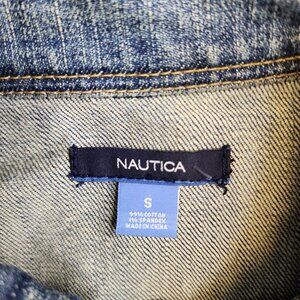 NAUTICA
S
99% COTTON
1% SPANDEX
MADE IN CHINA